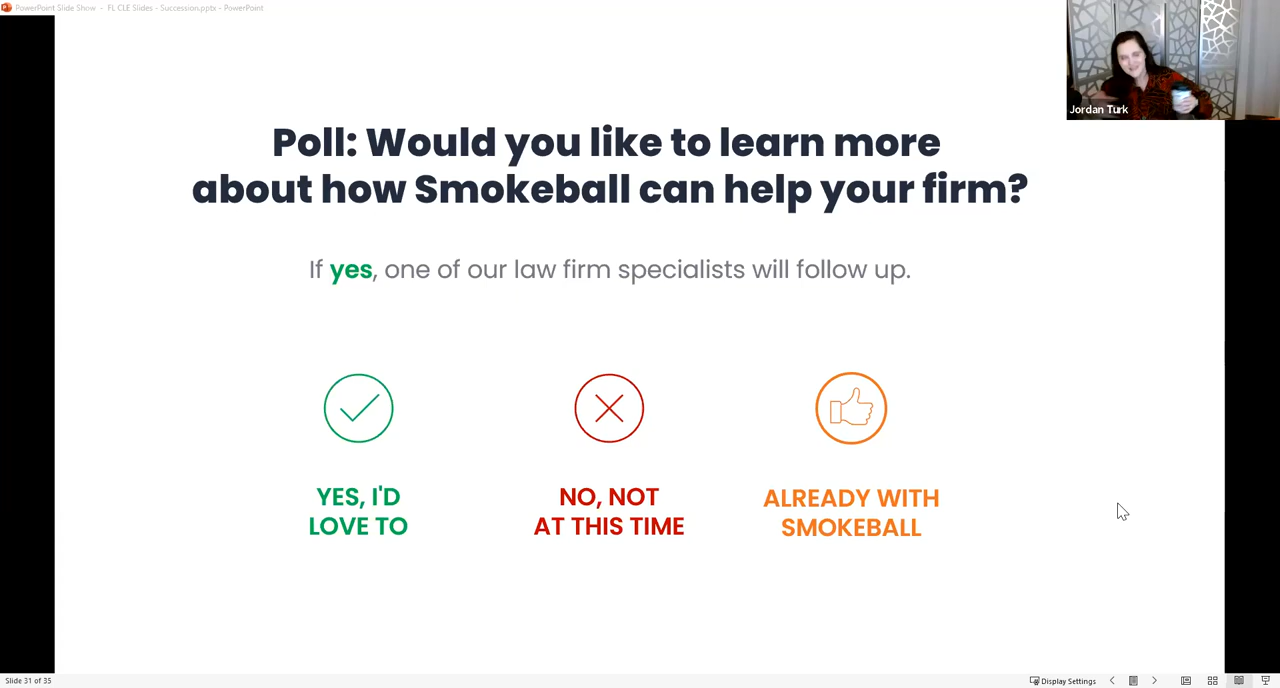 PowerPoint Slide Show - FL CLE Slides - Succession.pptx - PowerPoint
Jordan Turk
Poll: Would you like to learn more
about how Smokeball can help your firm?
If yes, one of our law firm specialists will follow up.
YES, I'D
LOVE TO
NO, NOT
AT THIS TIME
ALREADY WITH
SMOKEBALL
Slide 31 of 35
Display Settings